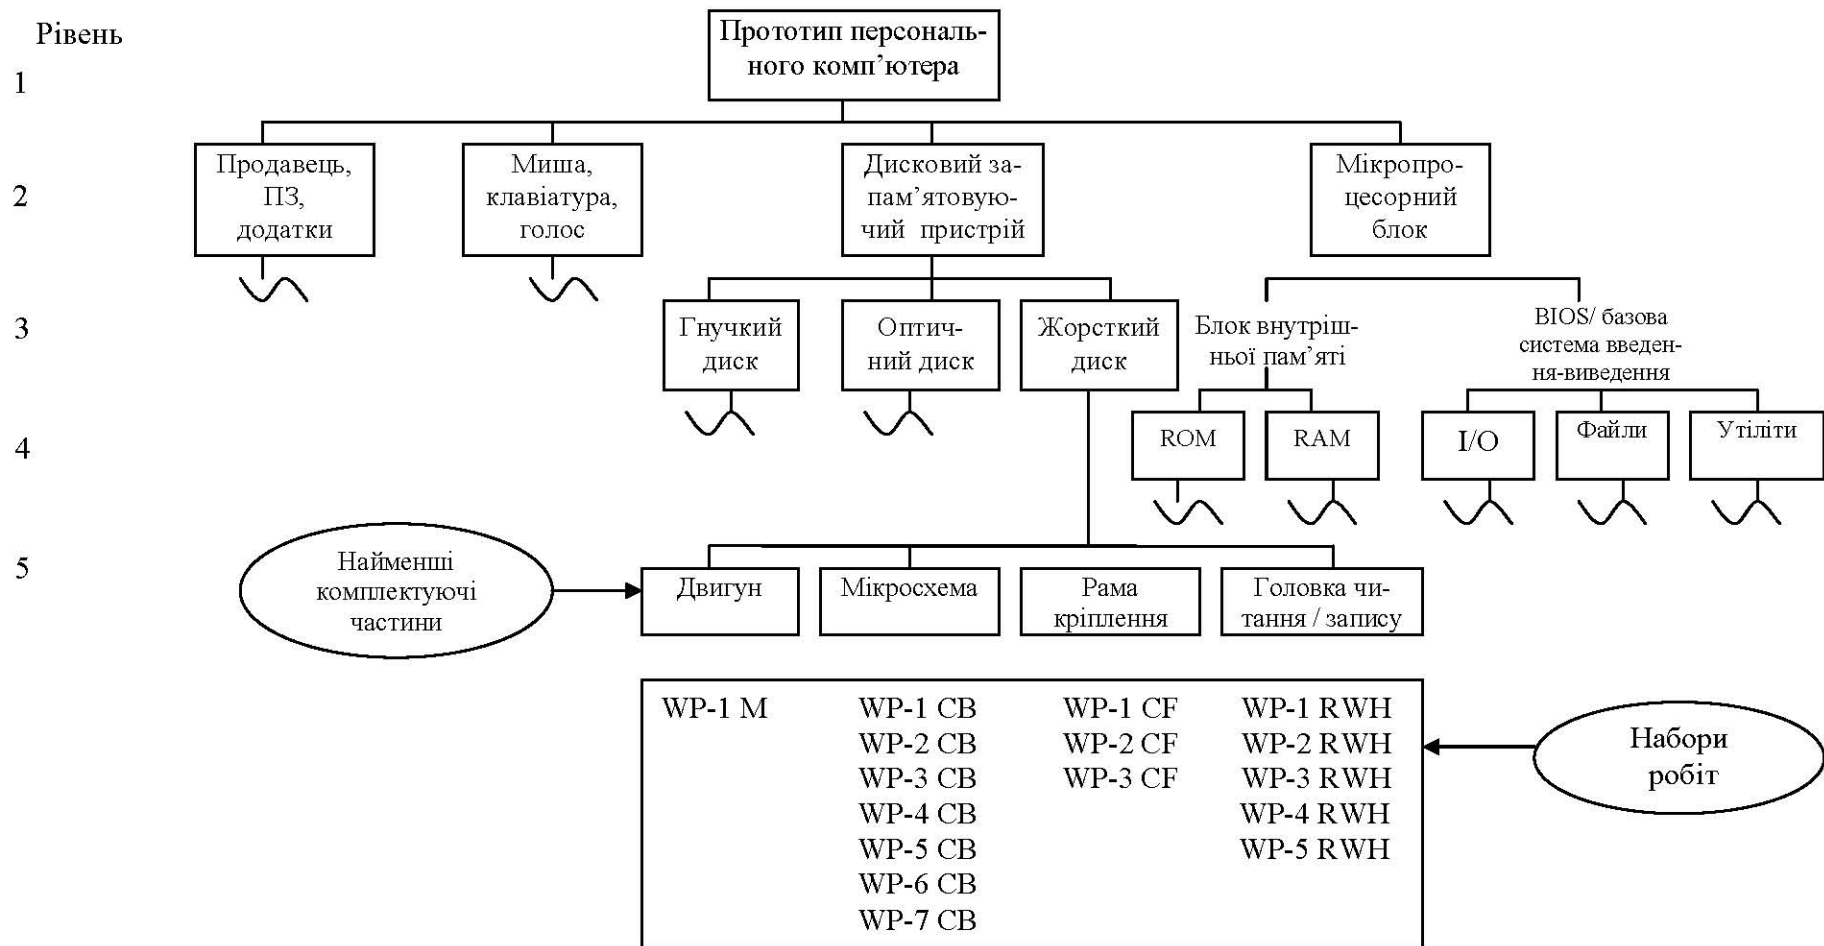 Рівень
Прототип персональ-
ного комп’ютера
1
2
Продавець,
ПЗ,
додатки
Миша,
клавіатура,
голос
Дисковий за-
пам’ятовую-
чий пристрій
Мікропро-
цесорний
блок
3
Гнучкий
диск
Оптич-
ний диск
Жорсткий
диск
Блок внутріш-
ньої пам’яті
BIOS/ базова
система введен-
ня-виведення
4
ROM
RAM
I/O
Файли
Утіліти
5
Найменші
комплектуючі
частини
Двигун
Мікросхема
Рама
кріплення
Головка чи-
тання / запису
WP-1 M
WP-1 CB
WP-2 CB
WP-3 CB
WP-4 CB
WP-5 CB
WP-6 CB
WP-7 CB
WP-1 CF
WP-2 CF
WP-3 CF
WP-1 RWH
WP-2 RWH
WP-3 RWH
WP-4 RWH
WP-5 RWH
Набори
робіт